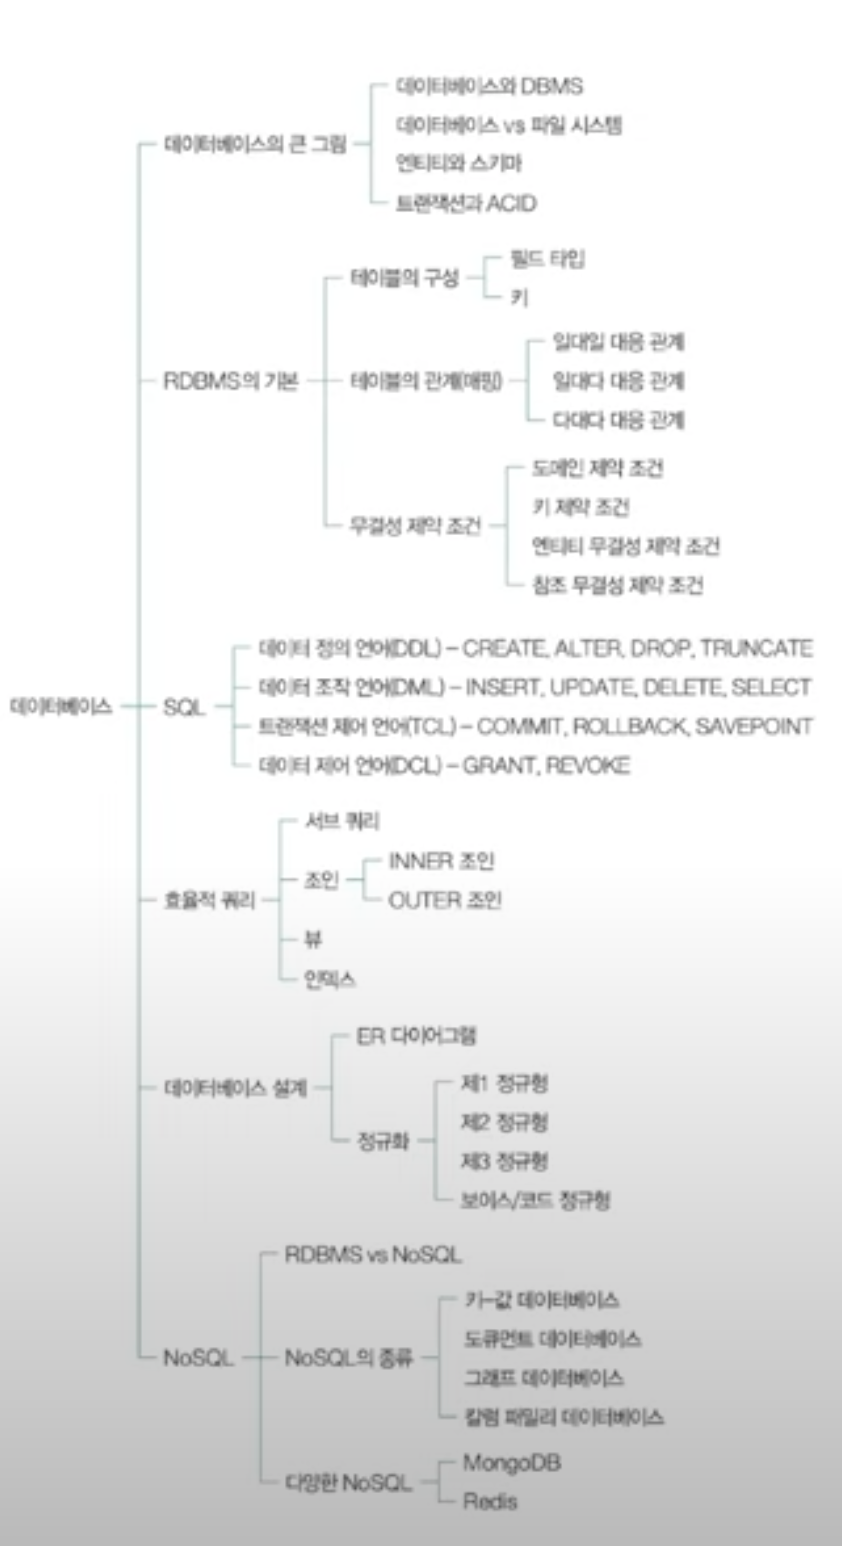 데이터베이스와 DBMS
데이터베이스 vs 파일 시스템
데이터베이스의 큰 그림
엔티티와 스키마
트랜잭션과 ACID
필드 타입
테이블의 구성
키
일대일 대응 관계
RDBMS의 기본
테이블의 관계(매핑)
일대다 대응 관계
다대다 대응 관계
도메인 제약 조건
키 제약 조건
무결성 제약 조건
엔티티 무결성 제약 조건
참조 무결성 제약 조건
데이터 정의 언어(DDL) – CREATE, ALTER, DROP, TRUNCATE
데이터 조작 언어(DML) – INSERT, UPDATE, DELETE, SELECT
데이터베이스
SQL
트랜잭션 제어 언어(TCL) – COMMIT, ROLLBACK, SAVEPOINT
데이터 제어 언어(DCL) – GRANT, REVOKE
서브 쿼리
INNER 조인
조인
OUTER 조인
효율적 쿼리
뷰
인덱스
ER 다이어그램
데이터베이스 설계
제1 정규형
제2 정규형
정규화
제3 정규형
보이스/코드 정규형
RDBMS vs NoSQL
키–값 데이터베이스
도큐먼트 데이터베이스
NoSQL
NoSQL의 종류
그래프 데이터베이스
칼럼 패밀리 데이터베이스
MongoDB
다양한 NoSQL
Redis